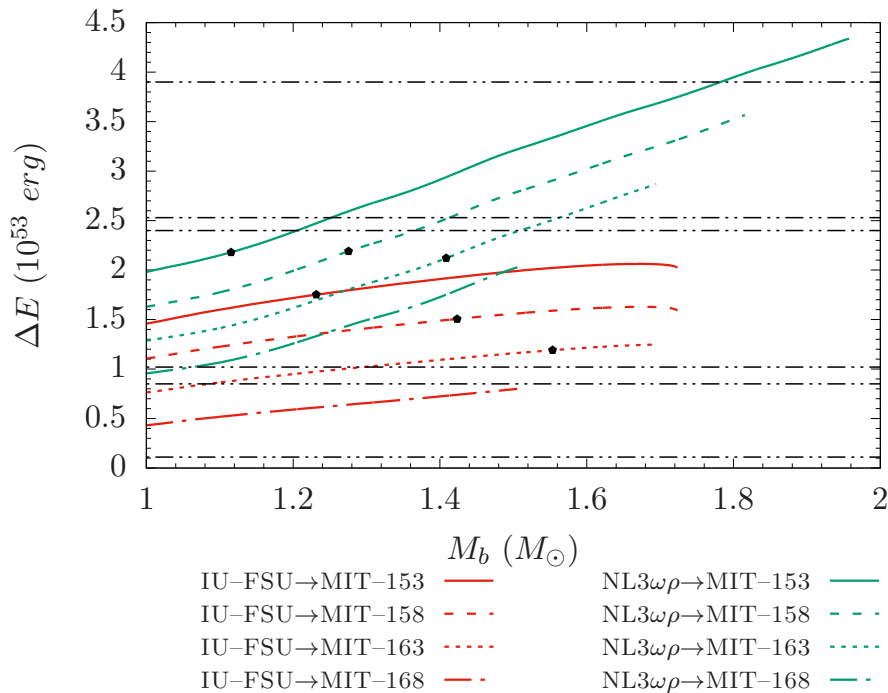 4.5
4
3.5
3
2.5
2
1.5
1
0.5
0
ΔE (10^53 erg)
1 1.2 1.4 1.6 1.8 2
M_b (M_⊙)
IU–FSU→MIT–153 NL3ωρ→MIT–153
IU–FSU→MIT–158 NL3ωρ→MIT–158
IU–FSU→MIT–163 NL3ωρ→MIT–163
IU–FSU→MIT–168 NL3ωρ→MIT–168